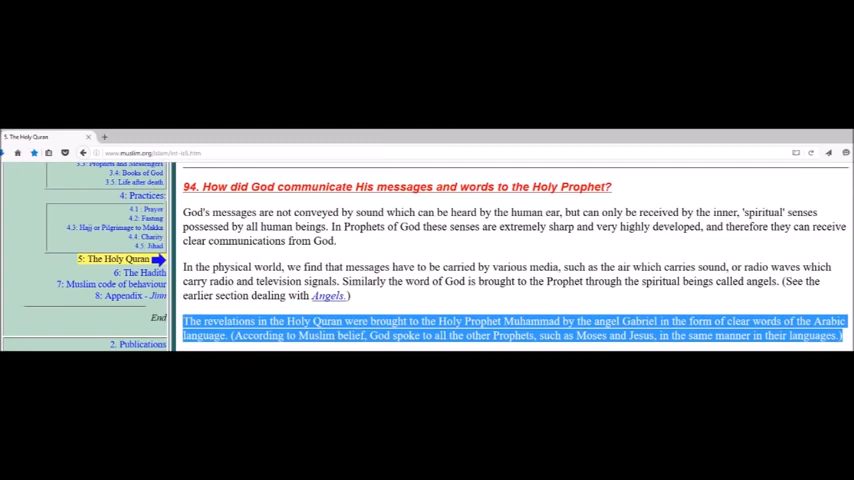 5. The Holy Quran
www.muslim.org/islam/int-is8.htm
3.3: Prophets and Messengers
3.4: Books of God
3.5: Life after death
4: Practices:
4.1 : Prayer
4.2: Fasting
4.3: Hajj or Pilgrimage to Makka
4.4: Charity
4.5: Jihad
5: The Holy Quran
6: The Hadith
7: Muslim code of behaviour
8: Appendix - Jinn
End
2. Publications
94. How did God communicate His messages and words to the Holy Prophet?
God's messages are not conveyed by sound which can be heard by the human ear, but can only be received by the inner, 'spiritual' senses
possessed by all human beings. In Prophets of God these senses are extremely sharp and very highly developed, and therefore they can receive
clear communications from God.
In the physical world, we find that messages have to be carried by various media, such as the air which carries sound, or radio waves which
carry radio and television signals. Similarly the word of God is brought to the Prophet through the spiritual beings called angels. (See the
earlier section dealing with Angels.)
The revelations in the Holy Quran were brought to the Holy Prophet Muhammad by the angel Gabriel in the form of clear words of the Arabic
language. (According to Muslim belief, God spoke to all the other Prophets, such as Moses and Jesus, in the same manner in their languages.)